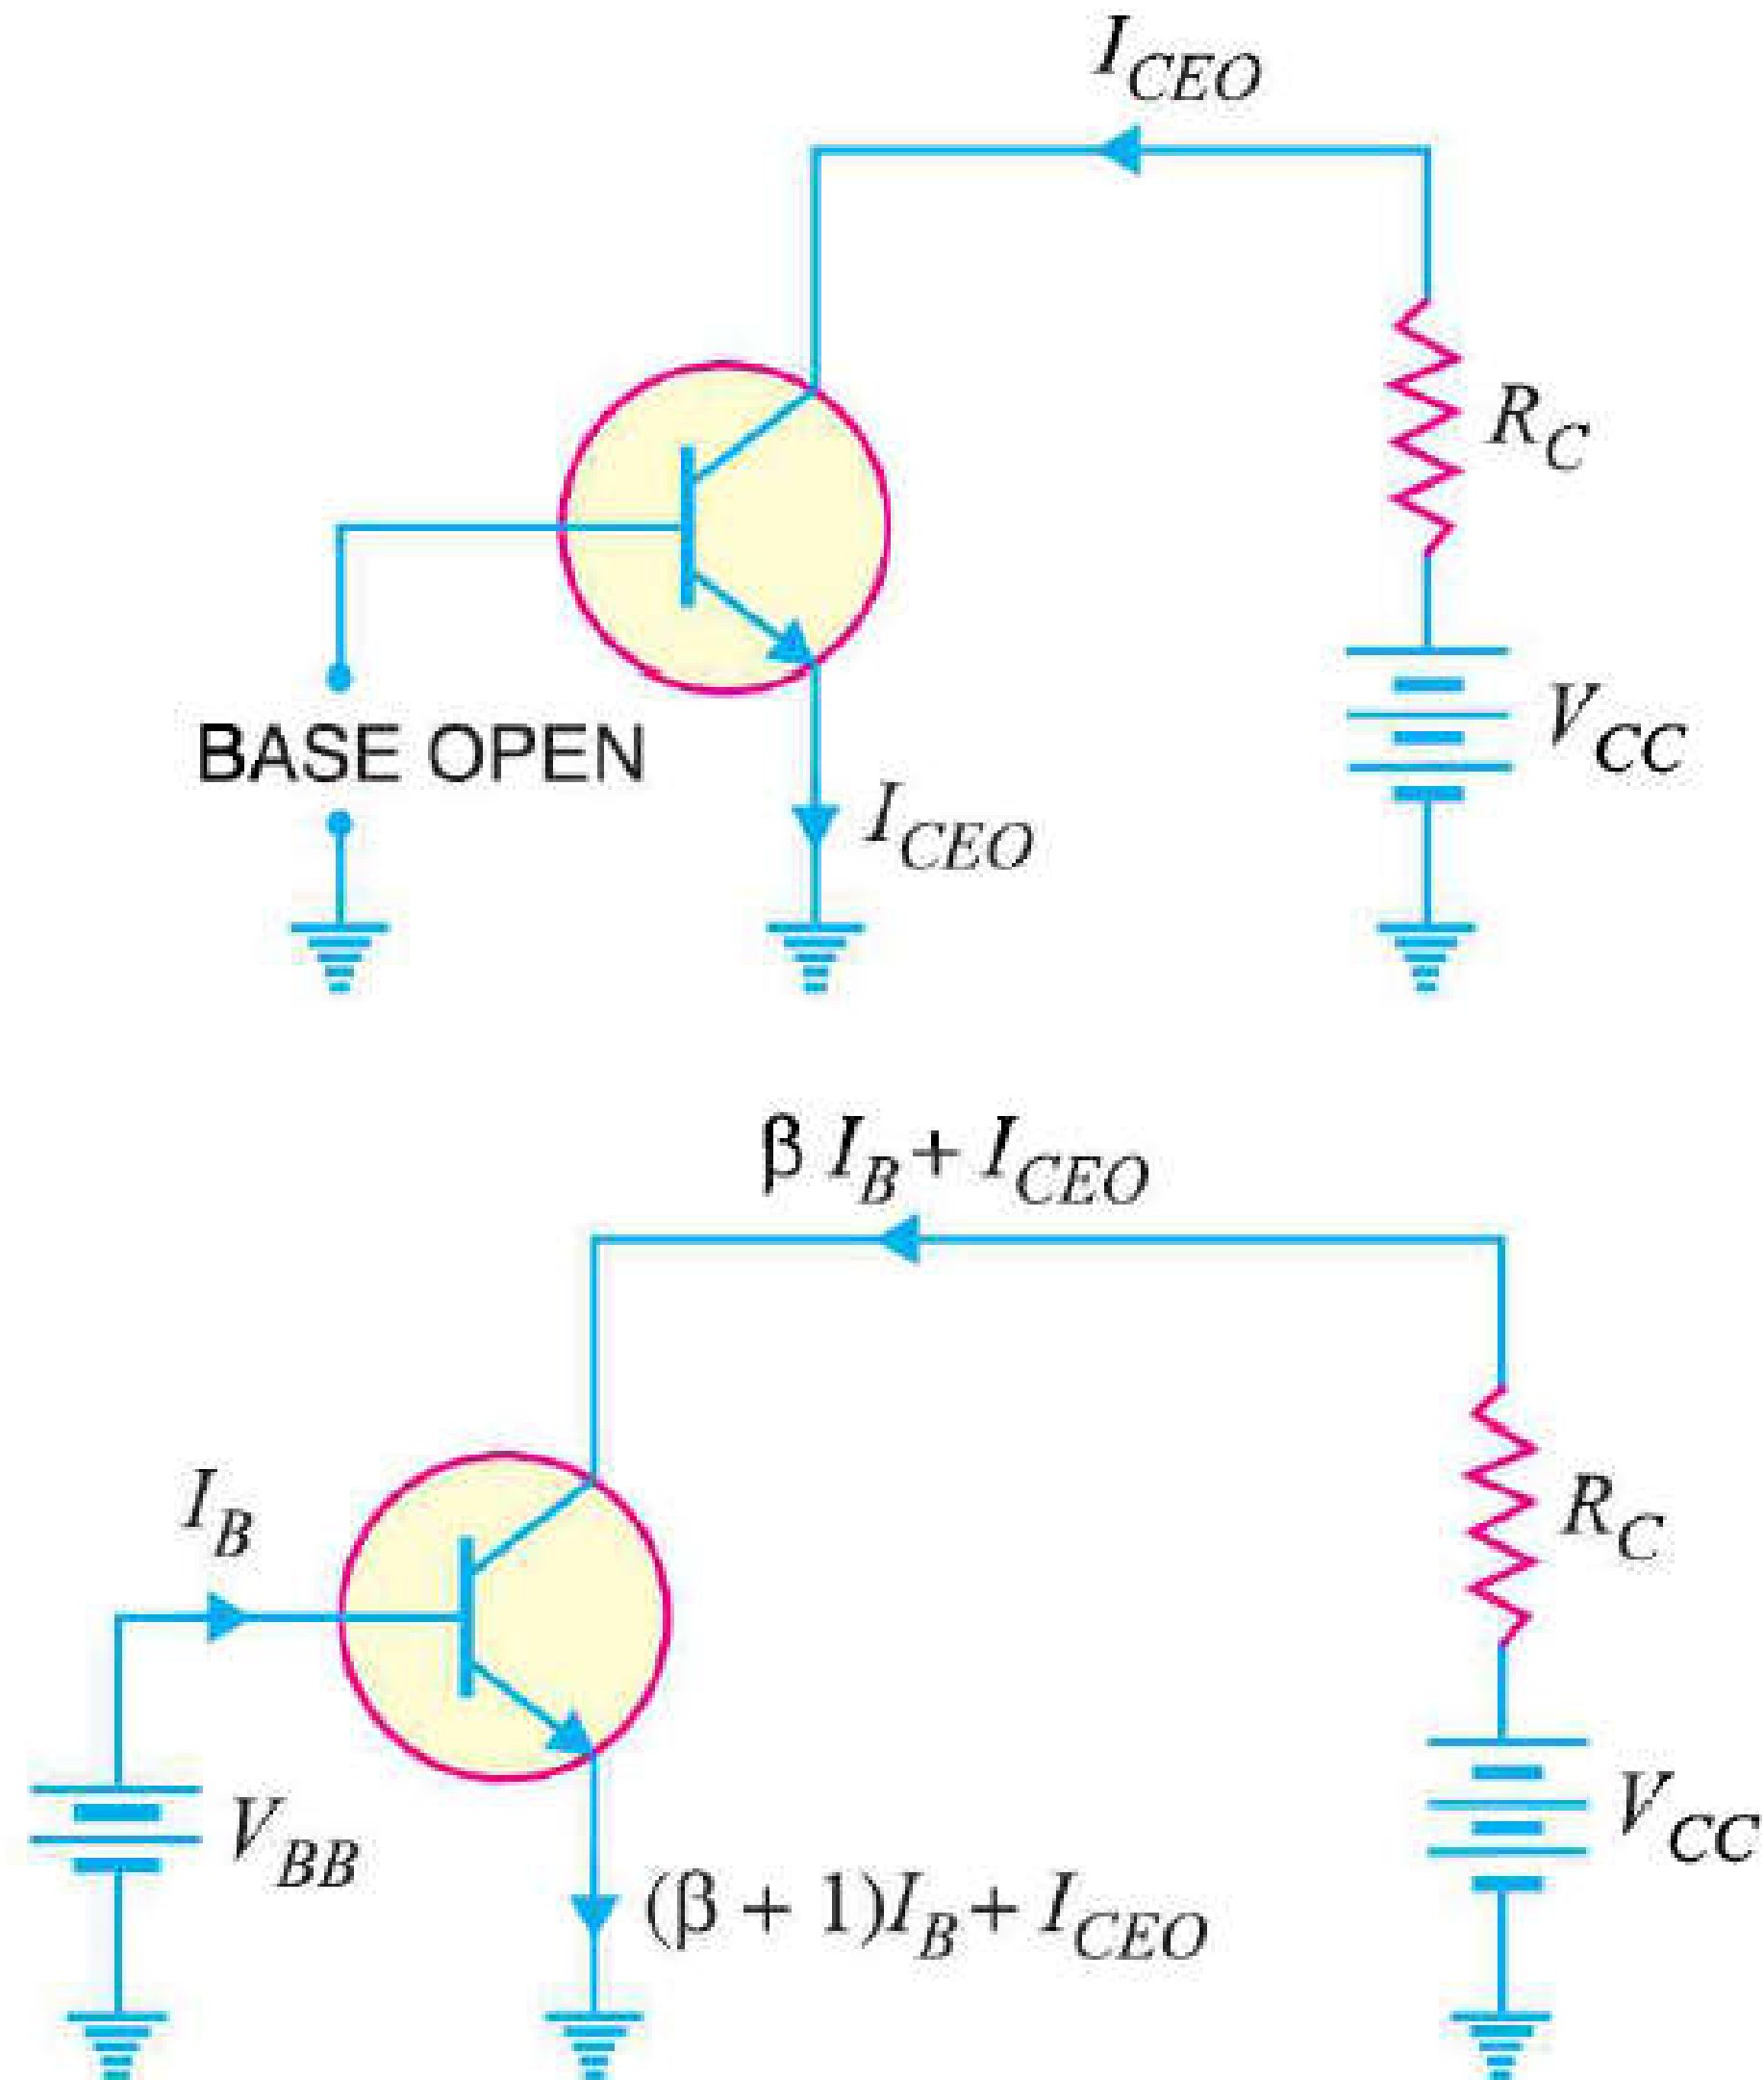 I_CEO
R_C
V_CC
BASE OPEN
I_CEO
β I_B + I_CEO
I_B
R_C
V_BB
V_CC
(β + 1)I_B + I_CEO